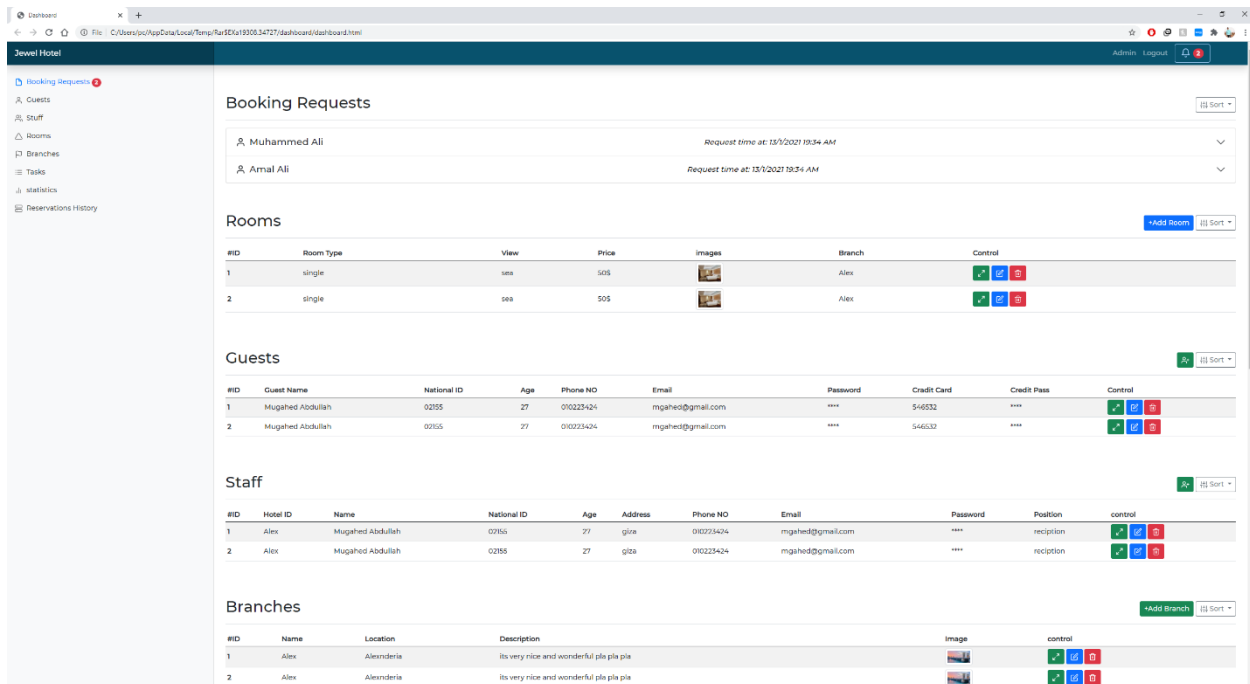 Dashboard
File C:/Users/pc/AppData/Local/Temp/Rar$EXa19308.34727/dashboard/dashboard.html
Jewel Hotel Admin Logout 2
Booking Requests 2
Guests
Stuff
Rooms
Branches
Tasks
statistics
Reservations History
Booking Requests Sort
Muhammed Ali Request time at: 13/1/2021 19:34 AM
Amal Ali Request time at: 13/1/2021 19:34 AM
Rooms +Add Room Sort
#ID Room Type View Price images Branch Control
1 single sea 50$ Alex
2 single sea 50$ Alex
Guests Sort
#ID Guest Name National ID Age Phone NO Email Password Cradit Card Credit Pass Control
1 Mugahed Abdullah 02155 27 010223424 mgahed@gmail.com **** 546532 ****
2 Mugahed Abdullah 02155 27 010223424 mgahed@gmail.com **** 546532 ****
Staff Sort
#ID Hotel ID Name National ID Age Address Phone NO Email Password Position control
1 Alex Mugahed Abdullah 02155 27 giza 010223424 mgahed@gmail.com **** reciption
2 Alex Mugahed Abdullah 02155 27 giza 010223424 mgahed@gmail.com **** reciption
Branches +Add Branch Sort
#ID Name Location Description Image control
1 Alex Alexnderia its very nice and wonderful pla pla pla
2 Alex Alexnderia its very nice and wonderful pla pla pla